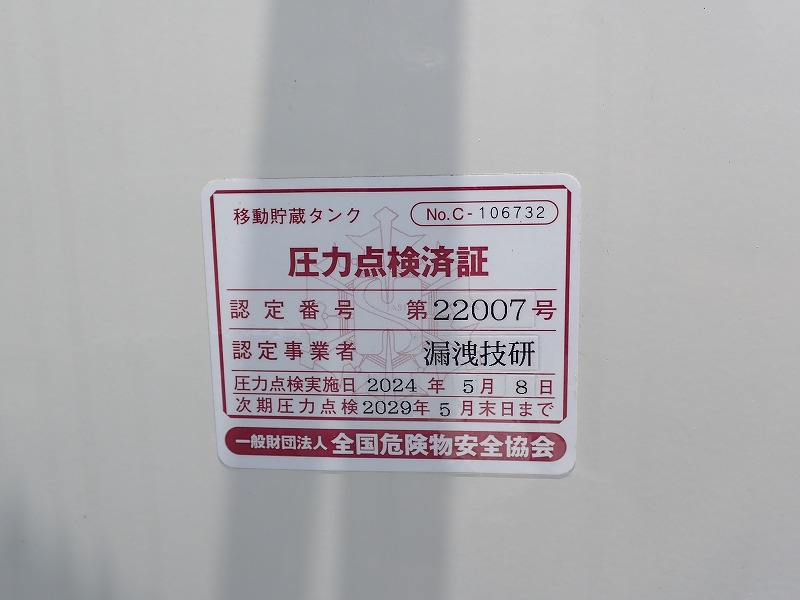 移動貯蔵タンク No.C-106732
圧力点検済証
認定番号 第22007号
認定事業者 漏洩技研
圧力点検実施日 2024年 5月 8日
次期圧力点検 2029年 5月末日まで
一般財団法人 全国危険物安全協会